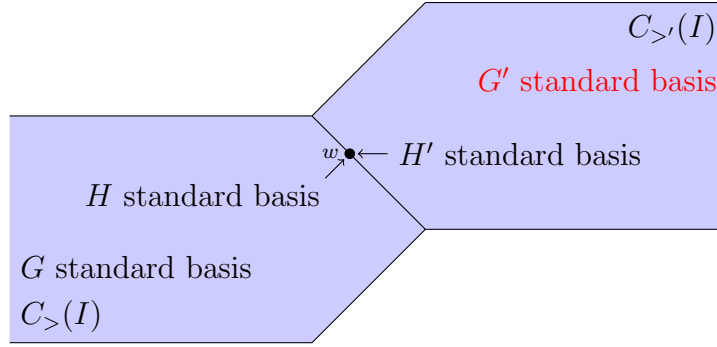 C_{>'}(I)
G' standard basis
w
H' standard basis
H standard basis
G standard basis
C_>(I)